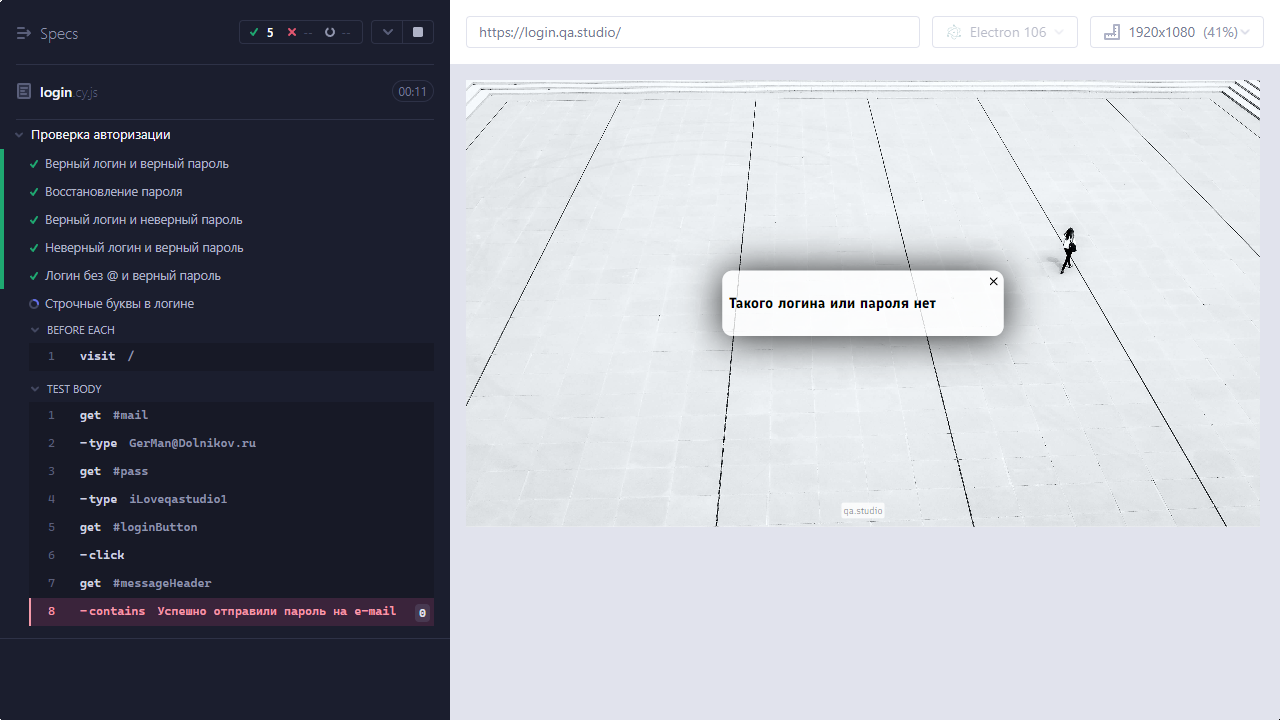 Specs
5
--
--
login.cy.js
00:11
Проверка авторизации
Верный логин и верный пароль
Восстановление пароля
Верный логин и неверный пароль
Неверный логин и верный пароль
Логин без @ и верный пароль
Строчные буквы в логине
BEFORE EACH
1 visit /
TEST BODY
1 get #mail
2 -type GerMan@Dolnikov.ru
3 get #pass
4 -type iLoveqastudio1
5 get #loginButton
6 -click
7 get #messageHeader
8 -contains Успешно отправили пароль на e-mail 0
https://login.qa.studio/
Electron 106
1920x1080 (41%)
Такого логина или пароля нет
qa.studio